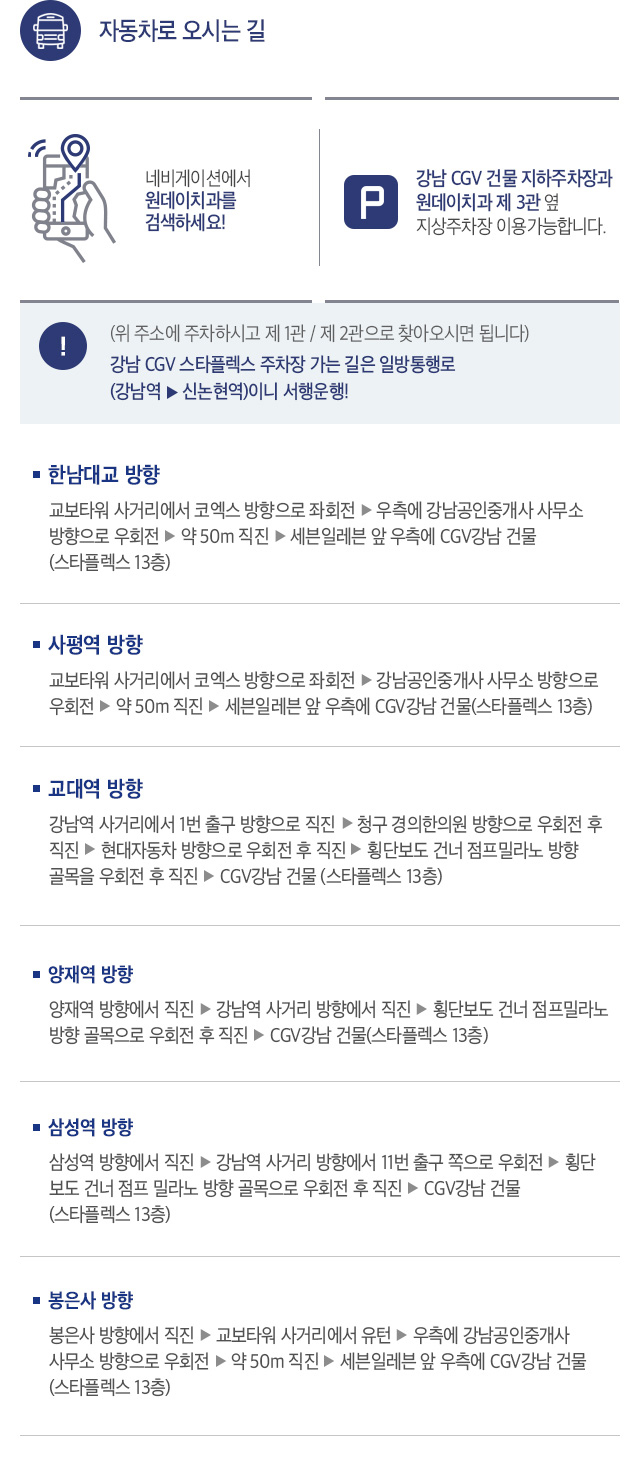 자동차로 오시는 길
네비게이션에서
원데이치과를
검색하세요!
P
강남 CGV 건물 지하주차장과
원데이치과 제 3관 옆
지상주차장 이용가능합니다.
!
(위 주소에 주차하시고 제 1관 / 제 2관으로 찾아오시면 됩니다)
강남 CGV 스타플렉스 주차장 가는 길은 일방통행로
(강남역 ▶ 신논현역)이니 서행운행!
▪ 한남대교 방향
교보타워 사거리에서 코엑스 방향으로 좌회전 ▶ 우측에 강남공인중개사 사무소
방향으로 우회전 ▶ 약 50m 직진 ▶ 세븐일레븐 앞 우측에 CGV강남 건물
(스타플렉스 13층)
▪ 사평역 방향
교보타워 사거리에서 코엑스 방향으로 좌회전 ▶ 강남공인중개사 사무소 방향으로
우회전 ▶ 약 50m 직진 ▶ 세븐일레븐 앞 우측에 CGV강남 건물(스타플렉스 13층)
▪ 교대역 방향
강남역 사거리에서 1번 출구 방향으로 직진 ▶ 청구 경의한의원 방향으로 우회전 후
직진 ▶ 현대자동차 방향으로 우회전 후 직진 ▶ 횡단보도 건너 점프밀라노 방향
골목을 우회전 후 직진 ▶ CGV강남 건물 (스타플렉스 13층)
▪ 양재역 방향
양재역 방향에서 직진 ▶ 강남역 사거리 방향에서 직진 ▶ 횡단보도 건너 점프밀라노
방향 골목으로 우회전 후 직진 ▶ CGV강남 건물(스타플렉스 13층)
▪ 삼성역 방향
삼성역 방향에서 직진 ▶ 강남역 사거리 방향에서 11번 출구 쪽으로 우회전 ▶ 횡단
보도 건너 점프 밀라노 방향 골목으로 우회전 후 직진 ▶ CGV강남 건물
(스타플렉스 13층)
▪ 봉은사 방향
봉은사 방향에서 직진 ▶ 교보타워 사거리에서 유턴 ▶ 우측에 강남공인중개사
사무소 방향으로 우회전 ▶ 약 50m 직진 ▶ 세븐일레븐 앞 우측에 CGV강남 건물
(스타플렉스 13층)